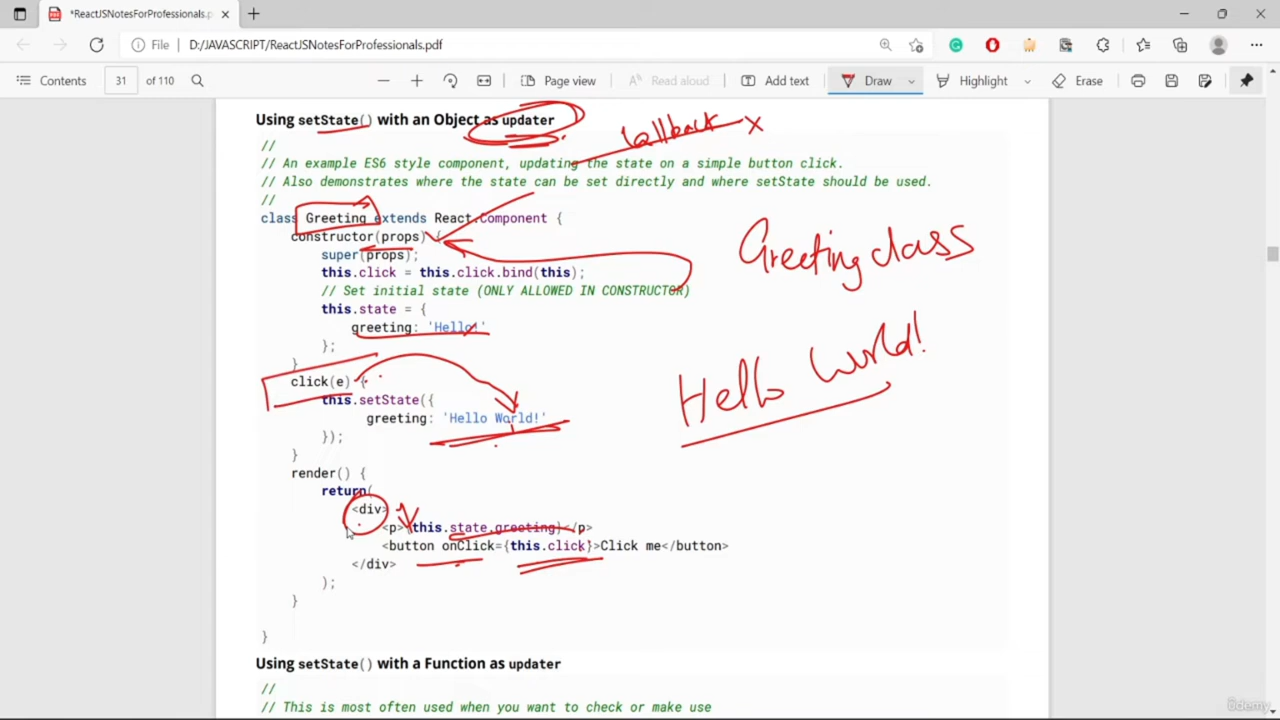 *ReactJSNotesForProfessionals.p
File D:/JAVASCRIPT/ReactJSNotesForProfessionals.pdf
Contents 31 of 110 Page view Read aloud Add text Draw Highlight Erase
Using setState() with an Object as updater
Callback x
//
// An example ES6 style component, updating the state on a simple button click.
// Also demonstrates where the state can be set directly and where setState should be used.
//
class Greeting extends React.Component {
constructor(props) {
super(props);
Greeting class
this.click = this.click.bind(this);
// Set initial state (ONLY ALLOWED IN CONSTRUCTOR)
this.state = {
greeting: 'Hello!'
};
}
Hello World!
click(e) {
this.setState({
greeting: 'Hello World!'
});
}
render() {
return(
<div>
<p>{this.state.greeting}</p>
<button onClick={this.click}>Click me</button>
</div>
);
}
}
Using setState() with a Function as updater
//
// This is most often used when you want to check or make use
ûdemy